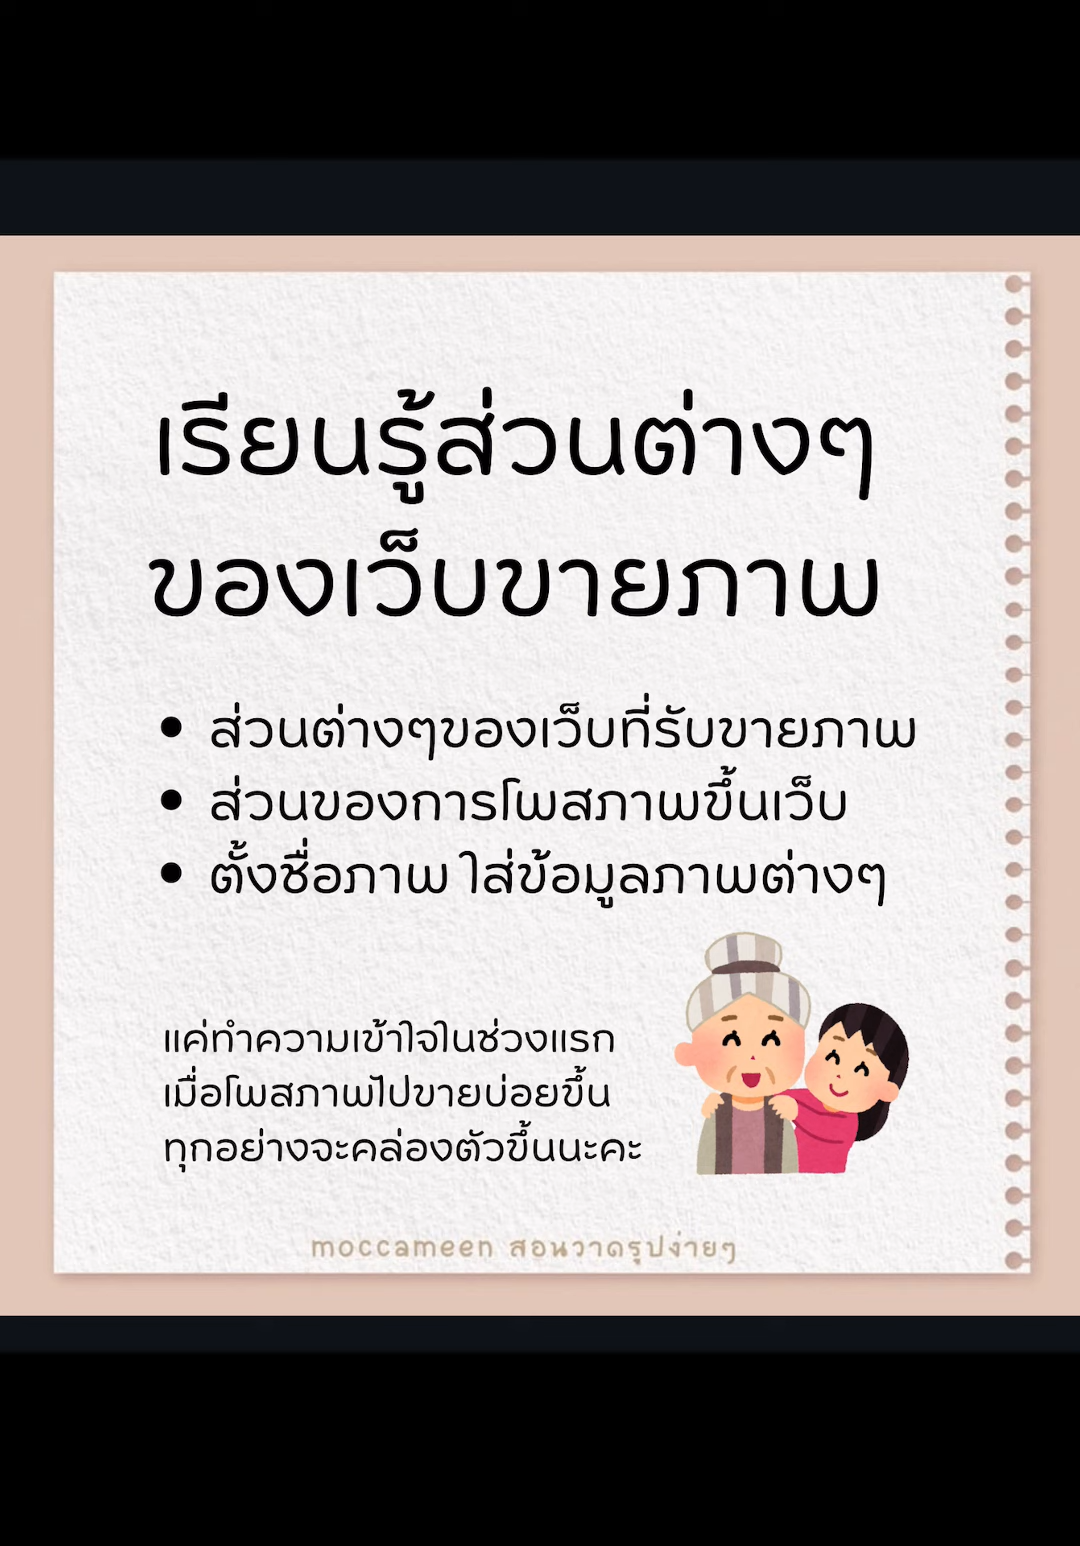 เรียนรู้ส่วนต่างๆ
ของเว็บขายภาพ
• ส่วนต่างๆของเว็บที่รับขายภาพ
• ส่วนของการโพสภาพขึ้นเว็บ
• ตั้งชื่อภาพ ใส่ข้อมูลภาพต่างๆ
แค่ทำความเข้าใจในช่วงแรก
เมื่อโพสภาพไปขายบ่อยขึ้น
ทุกอย่างจะคล่องตัวขึ้นนะคะ
moccameen สอนวาดรูปง่ายๆ